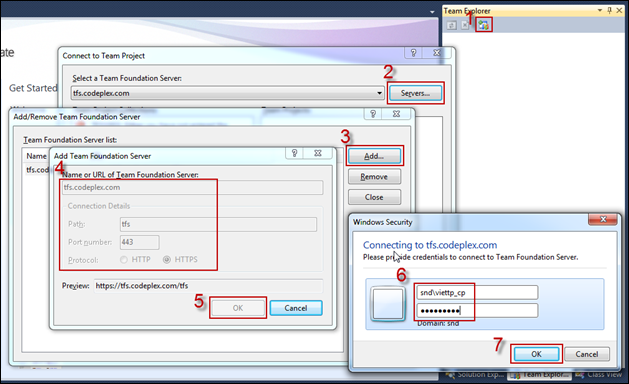 Team Explorer
1
ate
Connect to Team Project
Get Started
Select a Team Foundation Server:
tfs.codeplex.com
2
Servers...
Add/Remove Team Foundation Server
Team Foundation Server list:
Name
tfs.cod
3
Add...
Remove
Close
Add Team Foundation Server
4
Name or URL of Team Foundation Server:
tfs.codeplex.com
Connection Details
Path:
tfs
Port number:
443
Protocol:
HTTP
HTTPS
Preview:
https://tfs.codeplex.com/tfs
5
OK
Cancel
Windows Security
Connecting to tfs.codeplex.com
Please provide credentials to connect to Team Foundation Server.
6
snd\viettp_cp
●●●●●●●●●
Domain: snd
7
OK
Cancel
Solution Exp...
Team Explor...
Class View